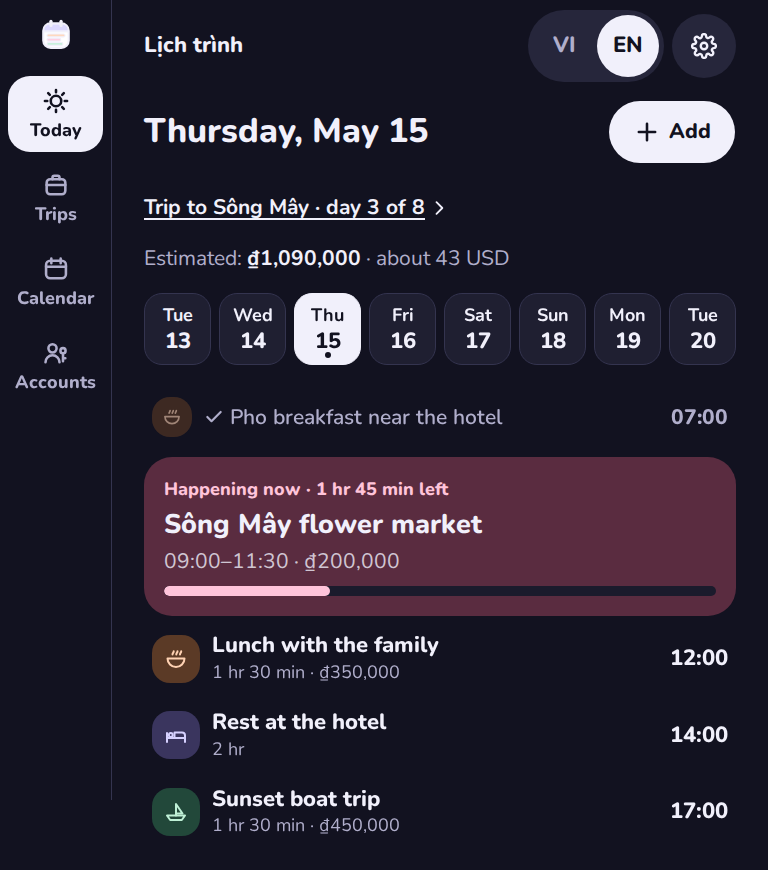 Lịch trình
VI
EN
Today
Trips
Calendar
Accounts
Thursday, May 15
Add
Trip to Sông Mây · day 3 of 8
Estimated: ₫1,090,000 · about 43 USD
Tue
13
Wed
14
Thu
15
Fri
16
Sat
17
Sun
18
Mon
19
Tue
20
Pho breakfast near the hotel
07:00
Happening now · 1 hr 45 min left
Sông Mây flower market
09:00–11:30 · ₫200,000
Lunch with the family
1 hr 30 min · ₫350,000
12:00
Rest at the hotel
2 hr
14:00
Sunset boat trip
1 hr 30 min · ₫450,000
17:00